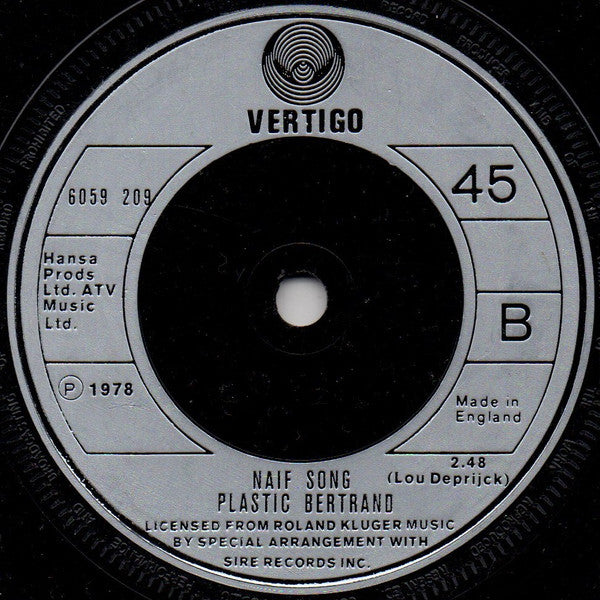 VERTIGO
6059 209
45
Hansa
Prods
Ltd. ATV
Music
Ltd.
B
Ⓟ 1978
Made in
England
2.48
NAIF SONG
(Lou Deprijck)
PLASTIC BERTRAND
LICENSED FROM ROLAND KLUGER MUSIC
BY SPECIAL ARRANGEMENT WITH
SIRE RECORDS INC.